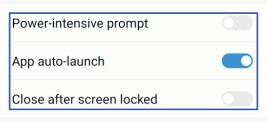 Power-intensive prompt
App auto-launch
Close after screen locked